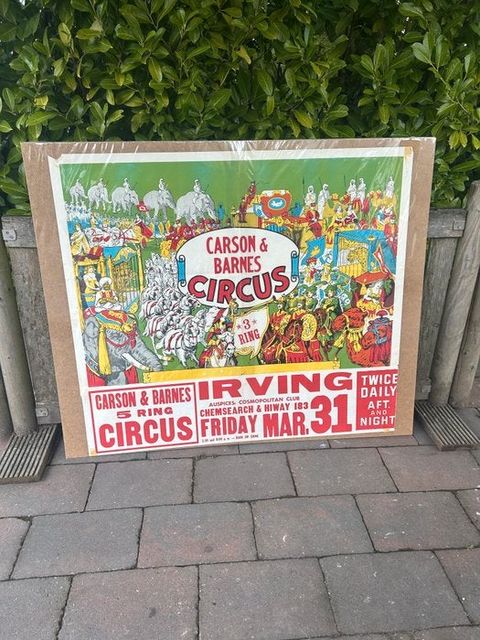 CARSON &
BARNES
CIRCUS
3
RING
CARSON & BARNES
5 RING
CIRCUS
IRVING
AUSPICES: COSMOPOLITAN CLUB
CHEMSEARCH & HIWAY 183
FRIDAY MAR. 31
TWICE
DAILY
AFT.
AND
NIGHT